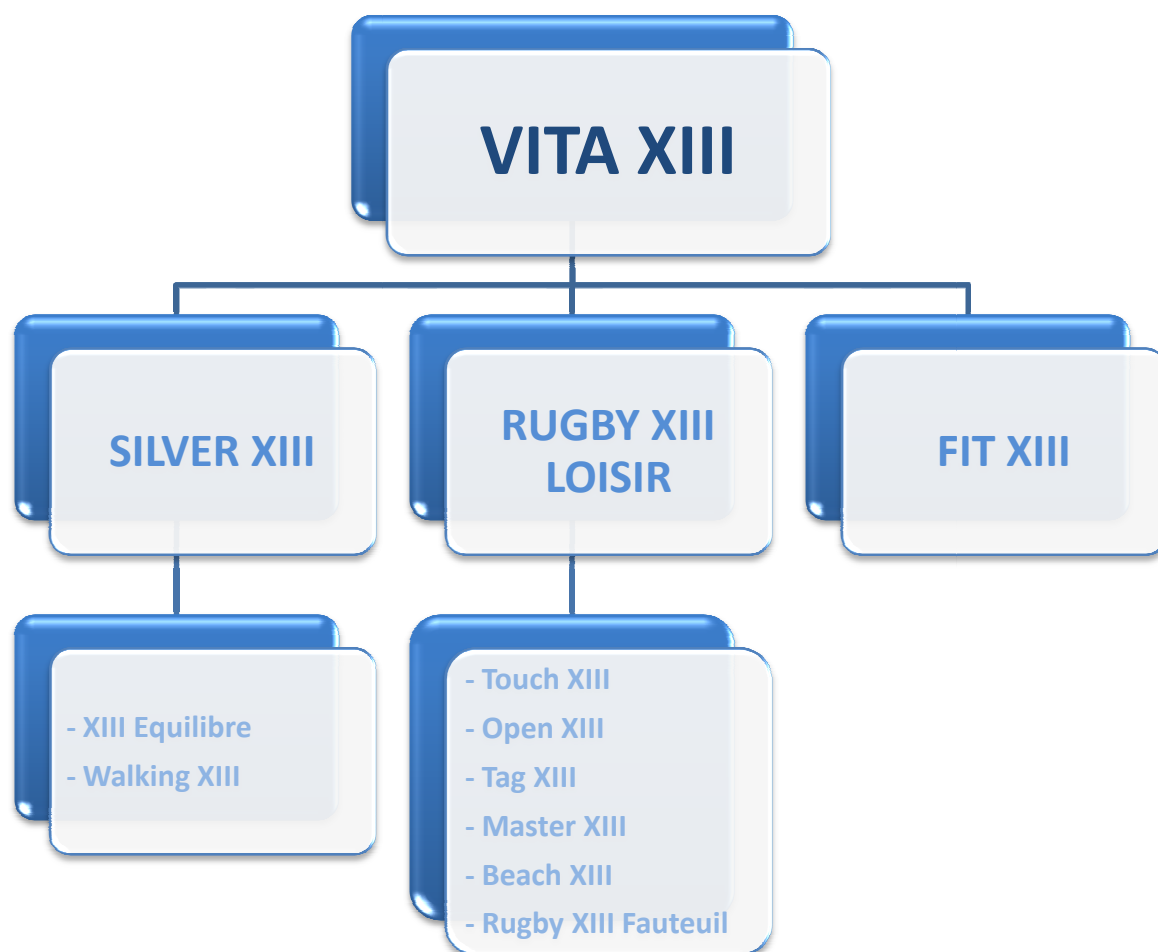 VITA XIII
SILVER XIII
RUGBY XIII
LOISIR
FIT XIII
- XIII Equilibre
- Walking XIII
- Touch XIII
- Open XIII
- Tag XIII
- Master XIII
- Beach XIII
- Rugby XIII Fauteuil